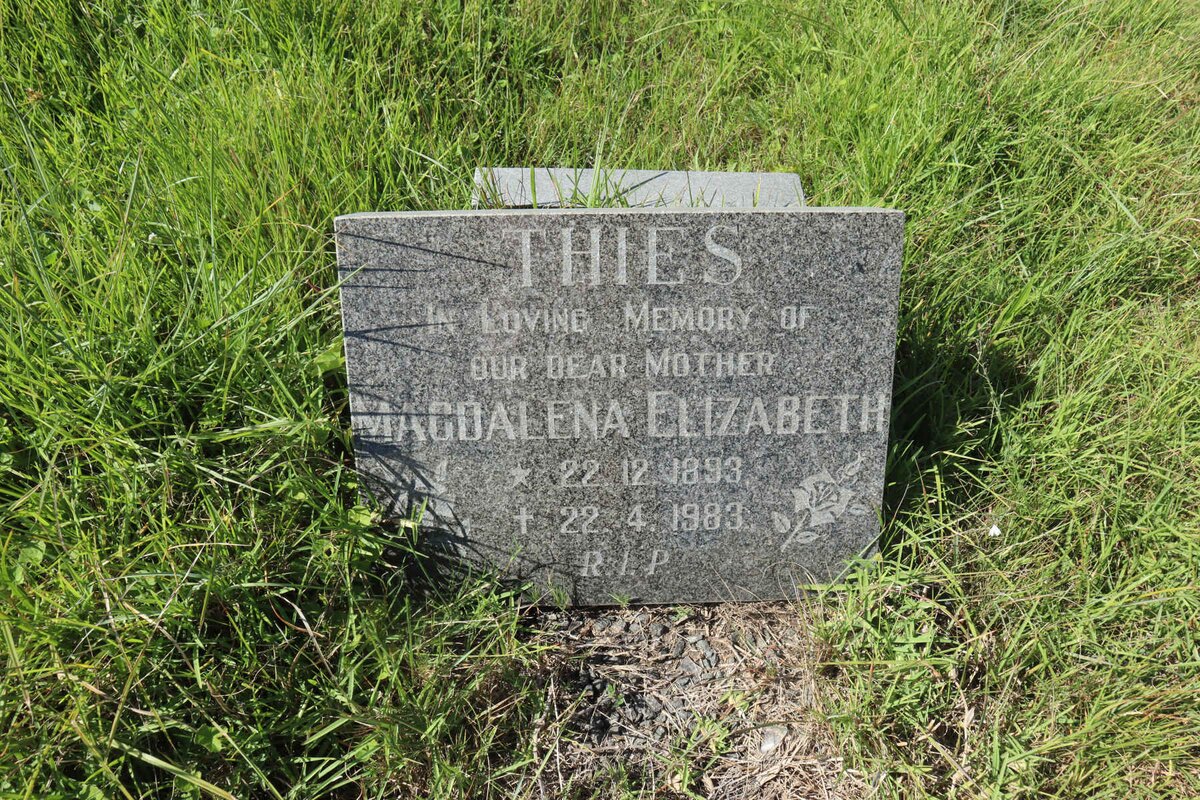 THIES
IN LOVING MEMORY OF
OUR DEAR MOTHER
MAGDALENA ELIZABETH
* 22. 12. 1893.
† 22. 4. 1983.
R.I.P